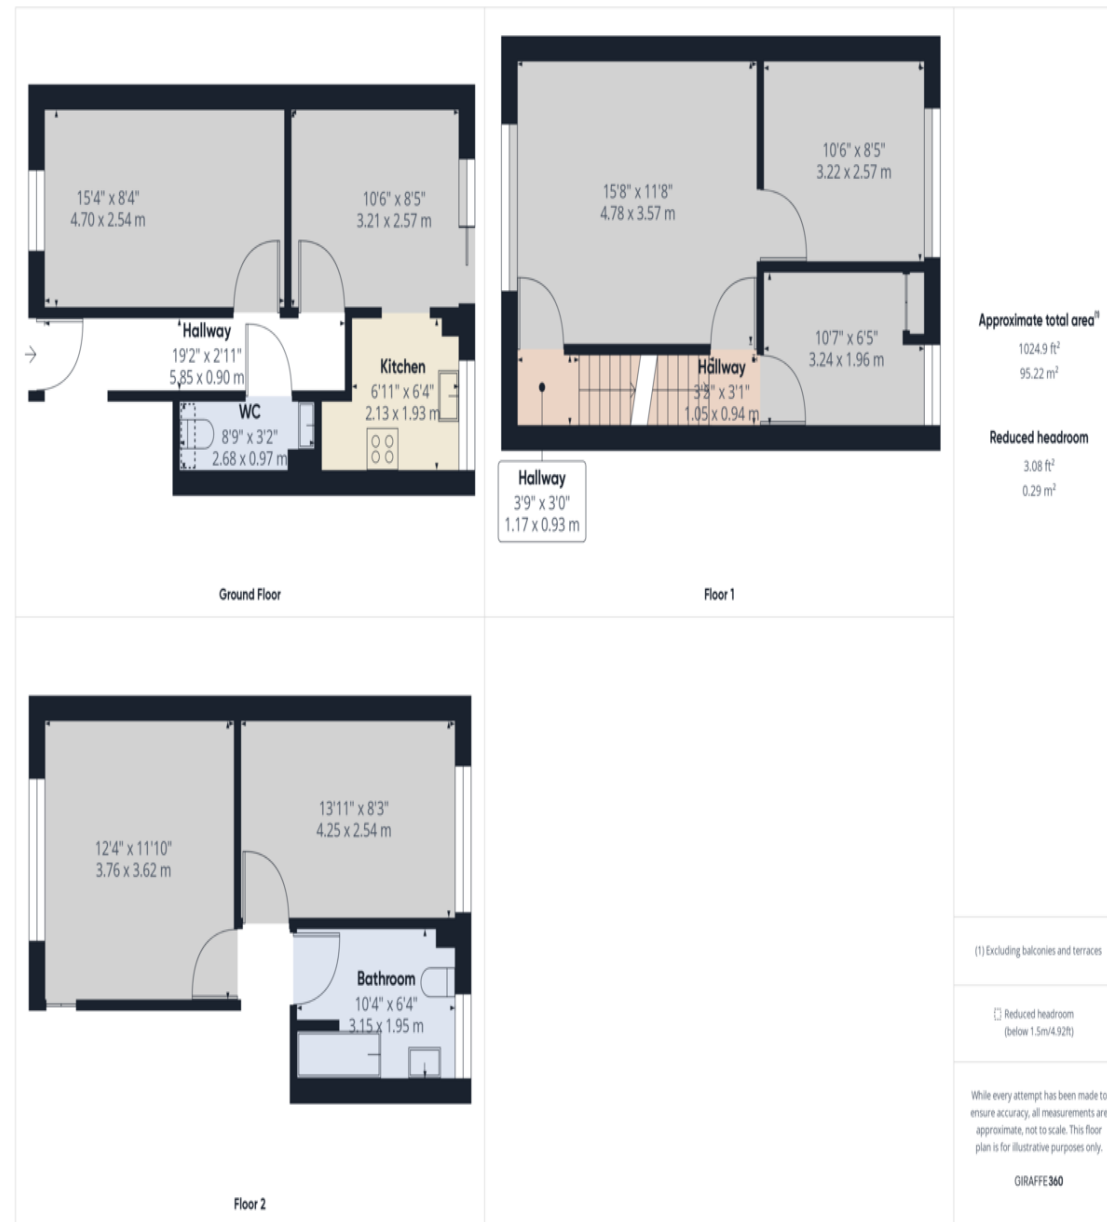 15'4" x 8'4"
4.70 x 2.54 m
10'6" x 8'5"
3.21 x 2.57 m
Hallway
19'2" x 2'11"
5.85 x 0.90 m
Kitchen
6'11" x 6'4"
2.13 x 1.93 m
WC
8'9" x 3'2"
2.68 x 0.97 m
Ground Floor
15'8" x 11'8"
4.78 x 3.57 m
10'6" x 8'5"
3.22 x 2.57 m
10'7" x 6'5"
3.24 x 1.96 m
Hallway
3'5" x 3'1"
1.05 x 0.94 m
Hallway
3'9" x 3'0"
1.17 x 0.93 m
Floor 1
12'4" x 11'10"
3.76 x 3.62 m
13'11" x 8'3"
4.25 x 2.54 m
Bathroom
10'4" x 6'4"
3.15 x 1.95 m
Floor 2
Approximate total area(1)
1024.9 ft²
95.22 m²
Reduced headroom
3.08 ft²
0.29 m²
(1) Excluding balconies and terraces
Reduced headroom
(below 1.5m/4.92ft)
While every attempt has been made to
ensure accuracy, all measurements are
approximate, not to scale. This floor
plan is for illustrative purposes only.
GIRAFFE360